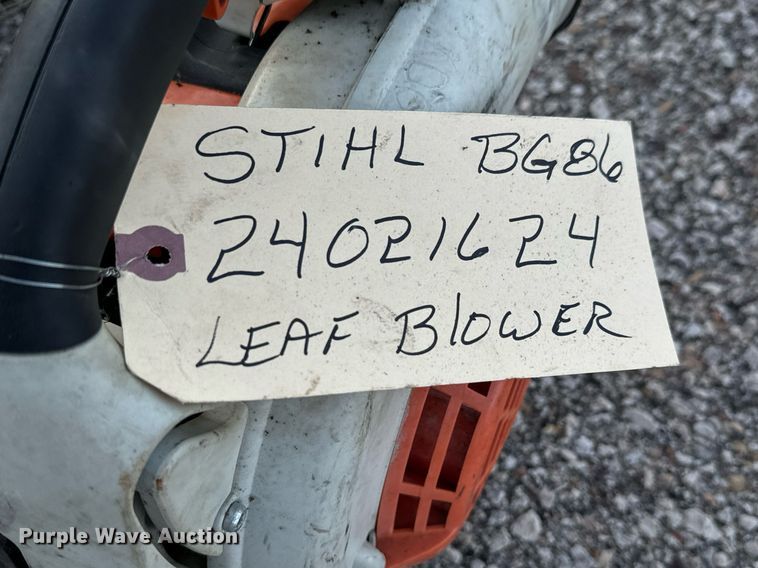 STIHL BG86
24021624
LEAF BlOWER
Purple Wave Auction